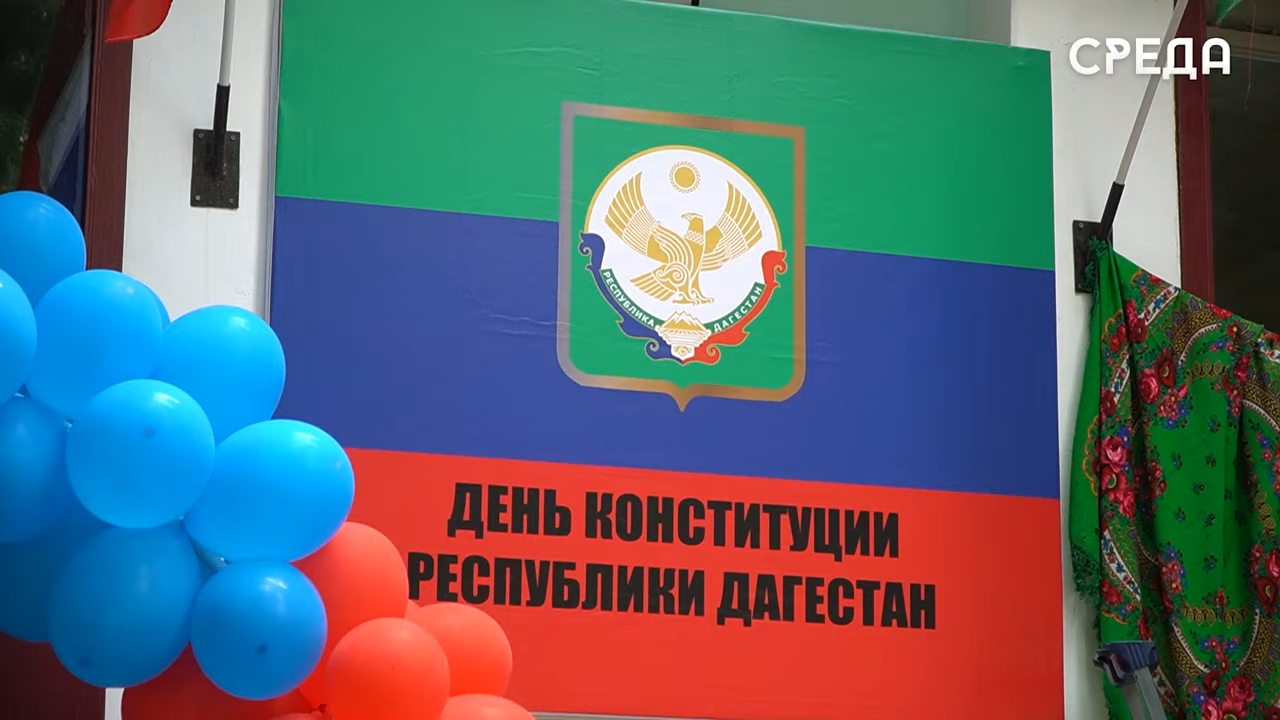 СРЕДА
РЕСПУБЛИКА ДАГЕСТАН
ДЕНЬ КОНСТИТУЦИИ
РЕСПУБЛИКИ ДАГЕСТАН